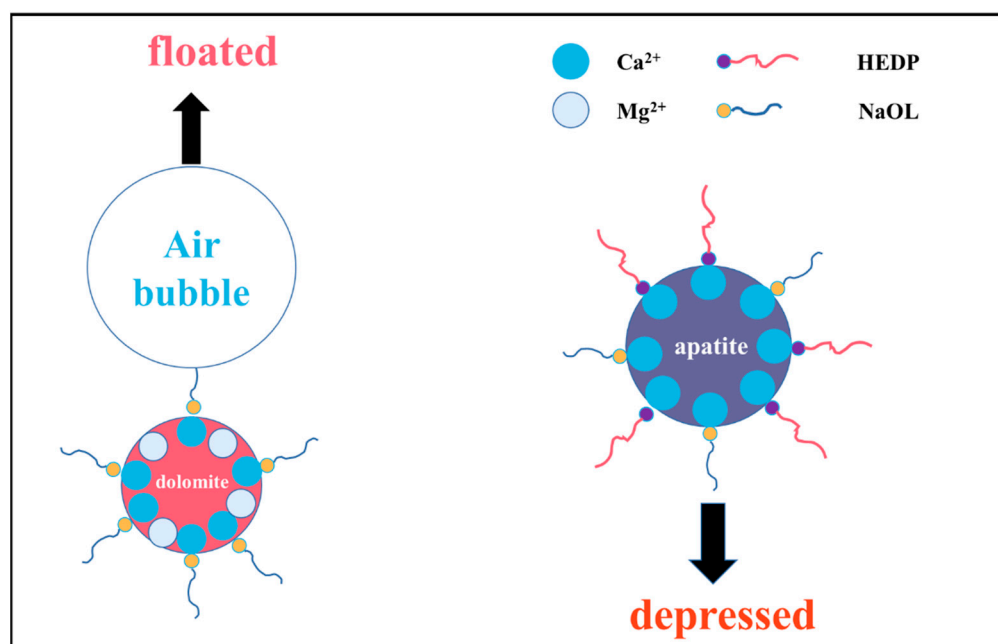 floated
Ca²⁺ HEDP
Mg²⁺ NaOL
Air
bubble
apatite
dolomite
depressed